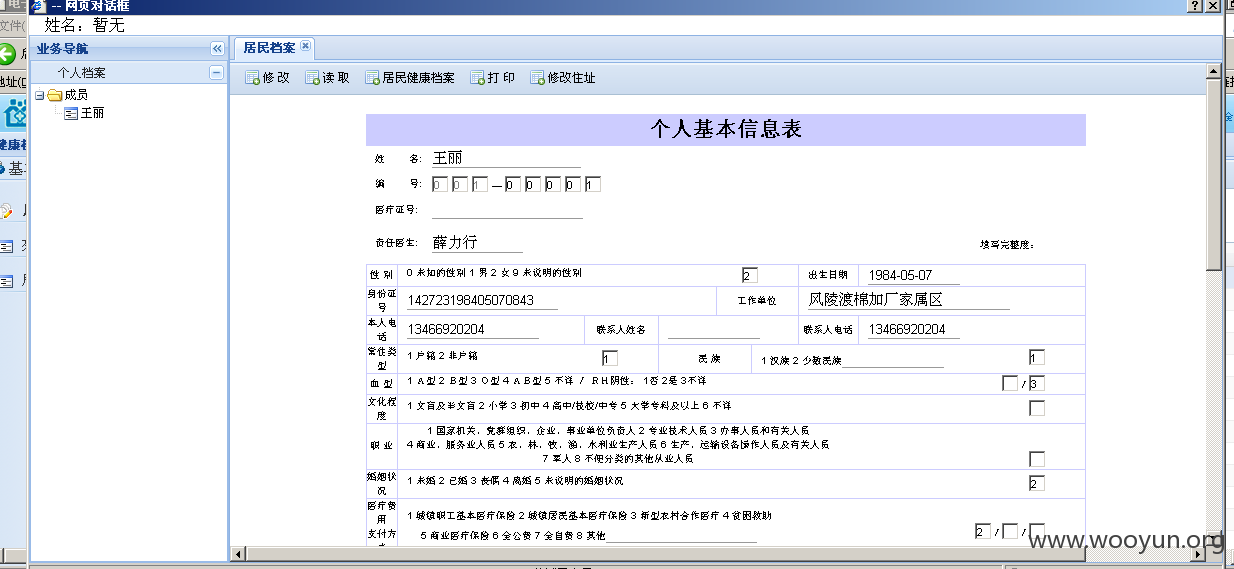 -- 网页对话框
姓名：暂无
文件(
地址(D
业务导航
个人档案
成员
王丽
居民档案
修改 读取 居民健康档案 打印 修改住址
个人基本信息表
姓 名: 王丽
编 号: 0 0 1 — 0 0 0 0 1
医疗证号:
责任医生: 薛力行 填写完整度:
性 别 0 未知的性别 1 男 2 女 9 未说明的性别 2 出生日期 1984-05-07
身份证号 142723198405070843 工作单位 风陵渡棉加厂家属区
本人电话 13466920204 联系人姓名 联系人电话 13466920204
常住类型 1 户籍 2 非户籍 1 民 族 1 汉族 2 少数民族 1
血 型 1 A 型 2 B 型 3 O 型 4 A B 型 5 不详 / RH阴性: 1否 2是 3不详 / 3
文化程度 1 文盲及半文盲 2 小学 3 初中 4 高中/技校/中专 5 大学专科及以上 6 不详
职 业 1 国家机关、党群组织、企业、事业单位负责人 2 专业技术人员 3 办事人员和有关人员
4 商业、服务业人员 5 农、林、牧、渔、水利业生产人员 6 生产、运输设备操作人员及有关人员
7 军人 8 不便分类的其他从业人员
婚姻状况 1 未婚 2 已婚 3 丧偶 4 离婚 5 未说明的婚姻状况 2
医疗费用
支付方
1 城镇职工基本医疗保险 2 城镇居民基本医疗保险 3 新型农村合作医疗 4 贫困救助
5 商业医疗保险 6 全公费 7 全自费 8 其他 2 / /
www.wooyun.org